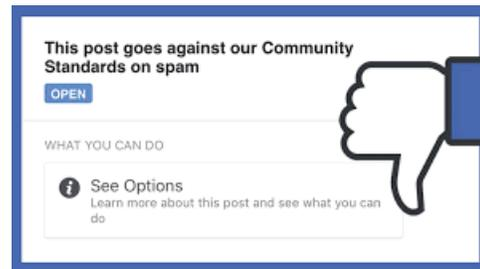 This post goes against our Community
Standards on spam
OPEN
WHAT YOU CAN DO
See Options
Learn more about this post and see what you can
do